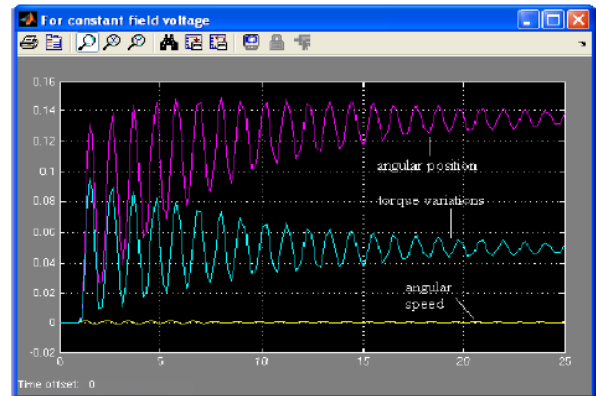 For constant field voltage
0.16
0.14
0.12
0.1
0.08
0.06
0.04
0.02
0
-0.02
angular position
torque variations
angular
speed
0 5 10 15 20 25
Time offset: 0